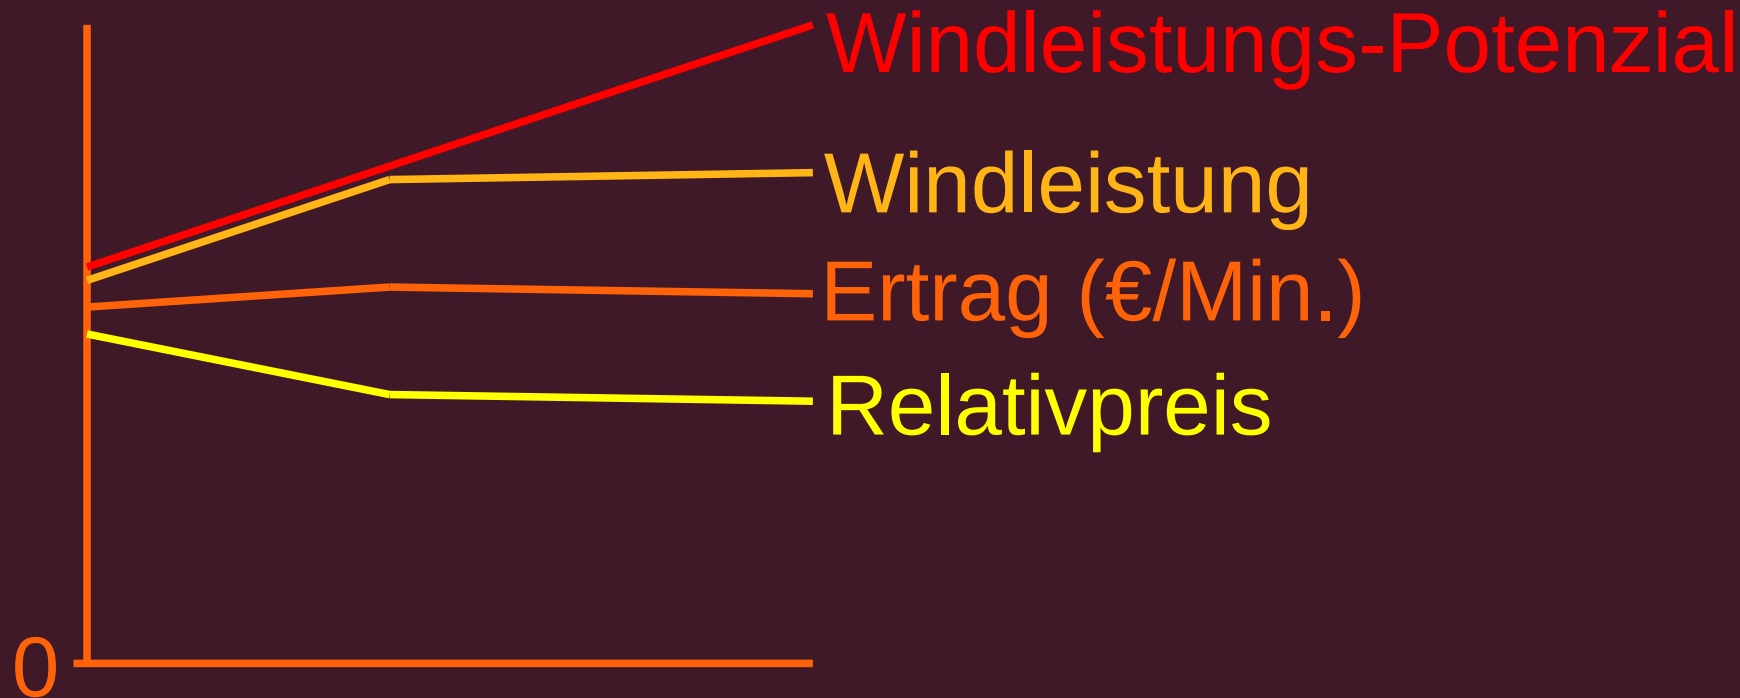 Windleistungs-Potenzial
Windleistung
Ertrag (€/Min.)
Relativpreis
0